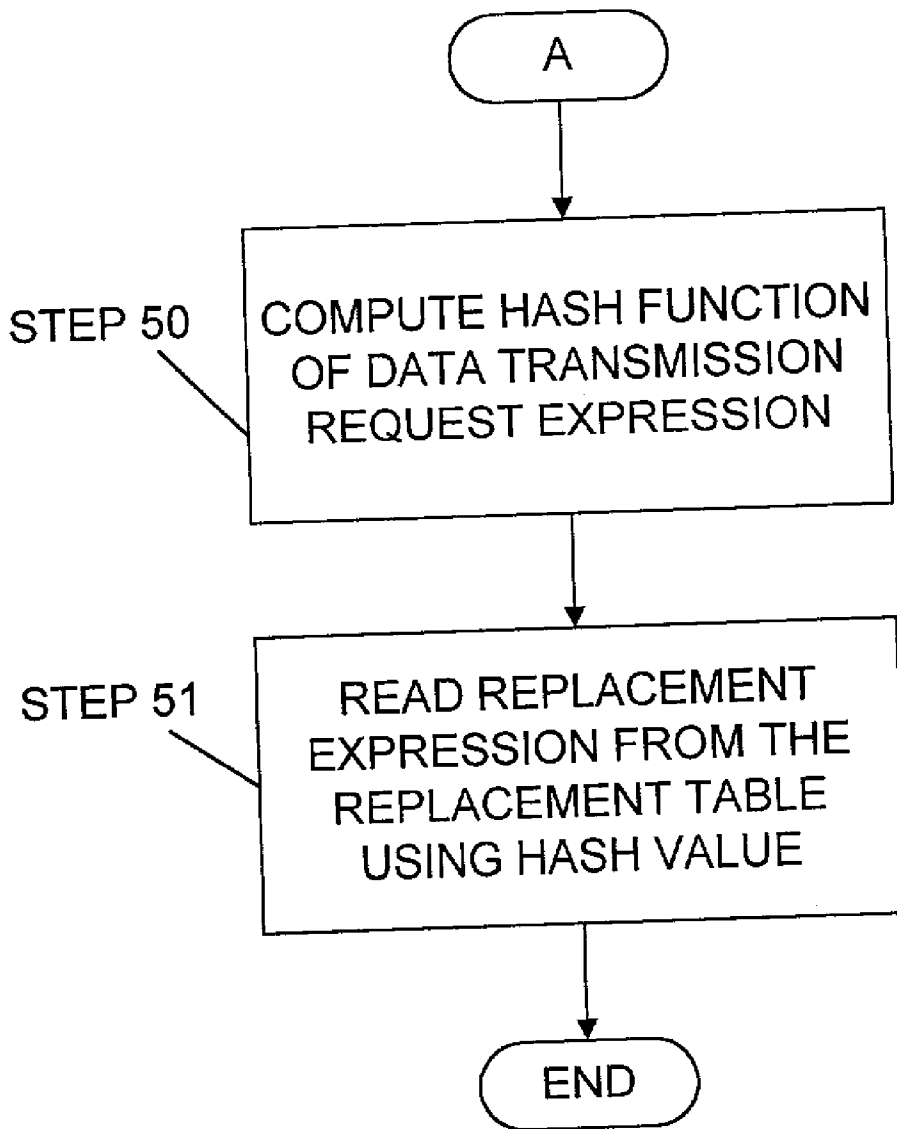 A
STEP 50
COMPUTE HASH FUNCTION
OF DATA TRANSMISSION
REQUEST EXPRESSION
STEP 51
READ REPLACEMENT
EXPRESSION FROM THE
REPLACEMENT TABLE
USING HASH VALUE
END